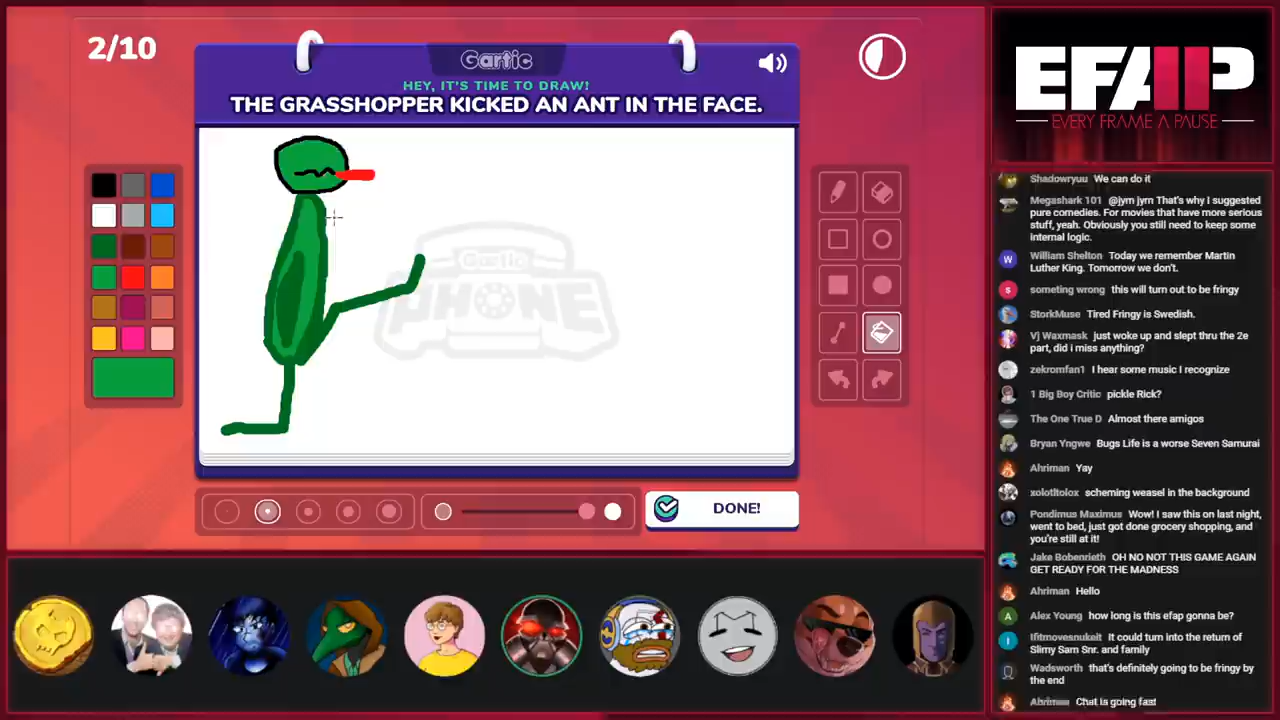 2/10
Gartic
HEY, IT'S TIME TO DRAW!
THE GRASSHOPPER KICKED AN ANT IN THE FACE.
Gartic
PHONE
DONE!
EFAP
EVERY FRAME A PAUSE
Shadowryuu We can do it
Megashark 101 @jym jym That's why I suggested
pure comedies. For movies that have more serious
stuff, yeah. Obviously you still need to keep some
internal logic.
William Shelton Today we remember Martin
Luther King. Tomorrow we don't.
someting wrong this will turn out to be fringy
StorkMuse Tired Fringy is Swedish.
Vj Waxmask just woke up and slept thru the 2e
part, did i miss anything?
zekromfan1 I hear some music I recognize
1 Big Boy Critic pickle Rick?
The One True D Almost there amigos
Bryan Yngwe Bugs Life is a worse Seven Samurai
Ahriman Yay
xolotltolox scheming weasel in the background
Pondimus Maximus Wow! I saw this on last night,
went to bed, just got done grocery shopping, and
you're still at it!
Jake Bobenrieth OH NO NOT THIS GAME AGAIN
GET READY FOR THE MADNESS
Ahriman Hello
Alex Young how long is this efap gonna be?
Ifitmovesnukeit It could turn into the return of
Slimy Sam Snr. and family
Wadsworth that's definitely going to be fringy by
the end
Ahriman Chat is going fast